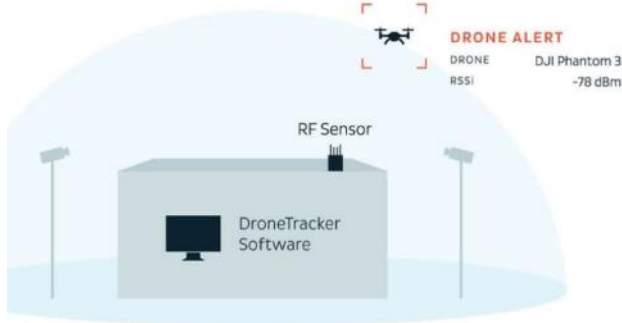 DRONE ALERT
DRONE DJI Phantom 3
RSSi -78 dBm
RF Sensor
DroneTracker
Software